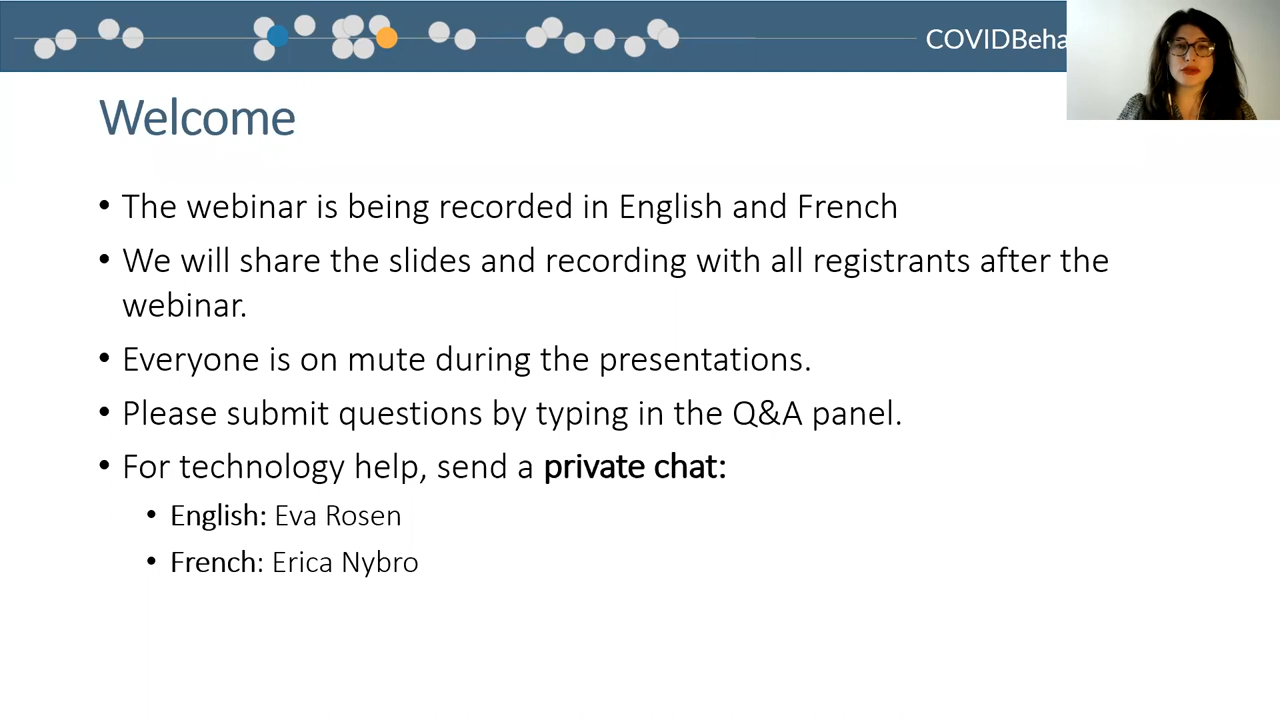 Welcome
• The webinar is being recorded in English and French
• We will share the slides and recording with all registrants after the
webinar.
• Everyone is on mute during the presentations.
• Please submit questions by typing in the Q&A panel.
• For technology help, send a private chat:
• English: Eva Rosen
• French: Erica Nybro